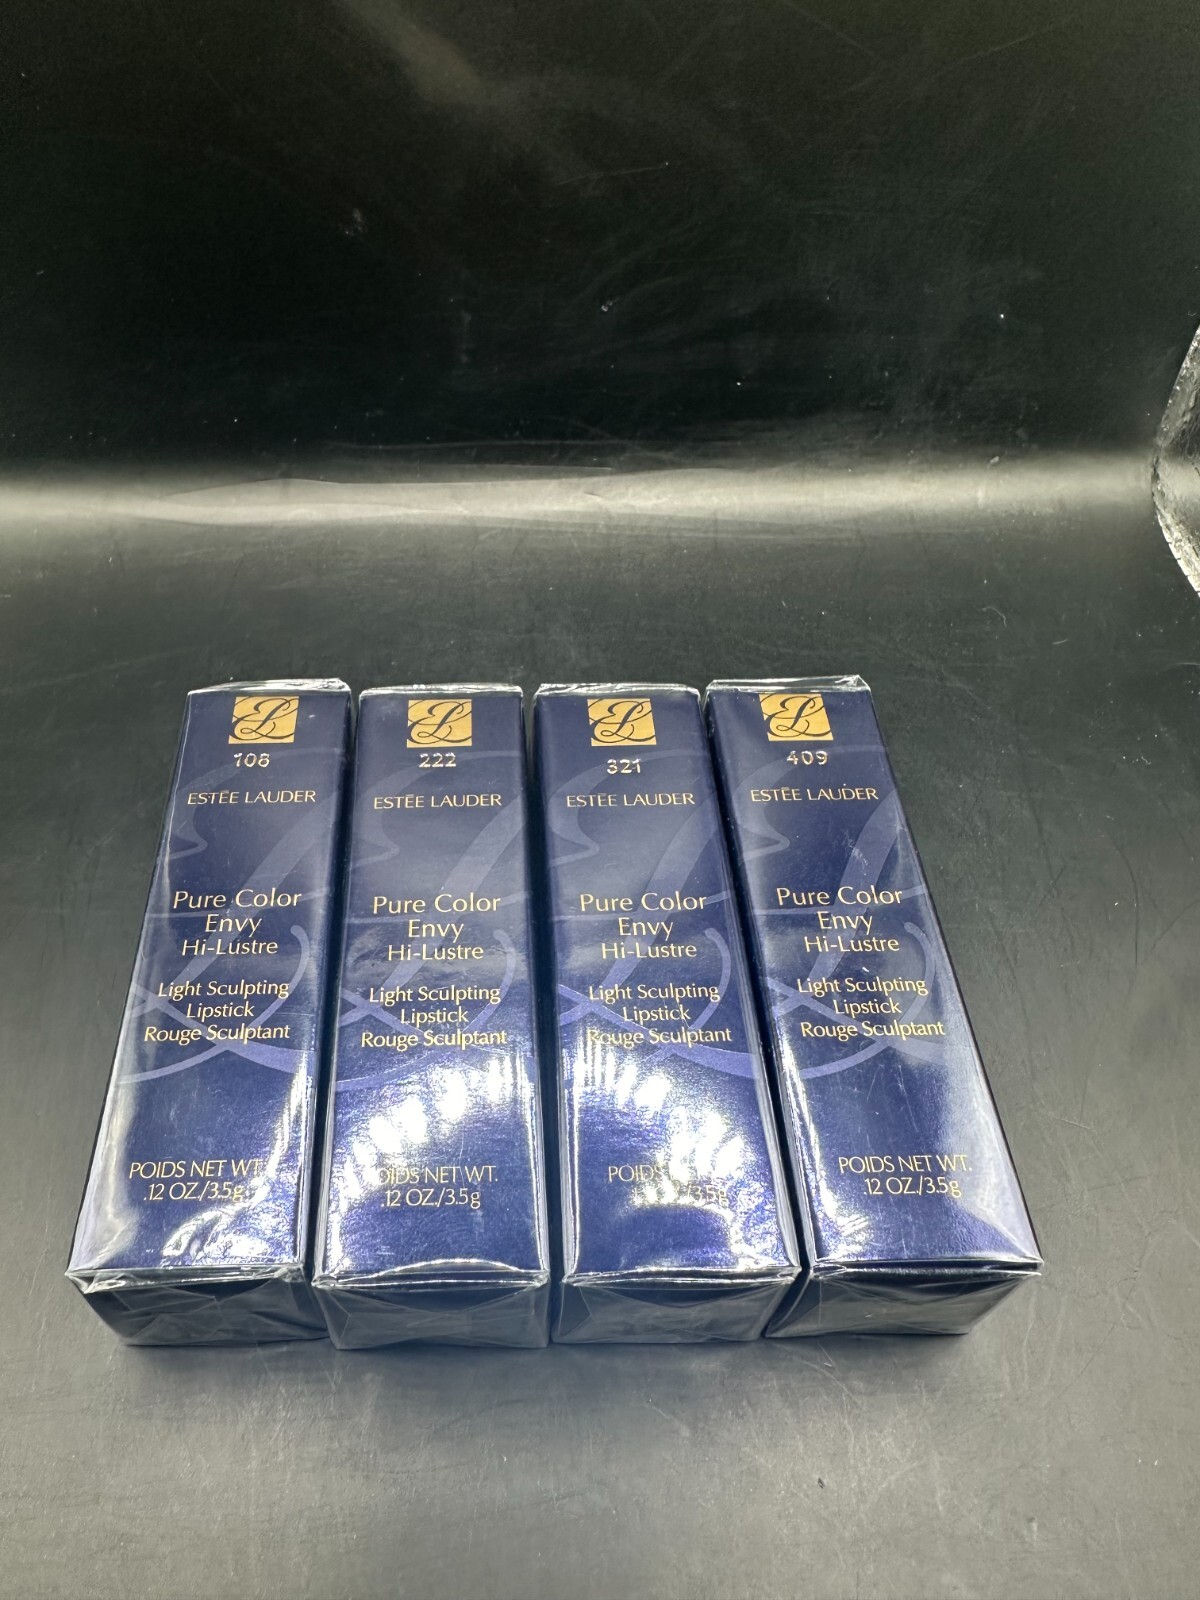 108
ESTĒE LAUDER
Pure Color
Envy
Hi-Lustre
Light Sculpting
Lipstick
Rouge Sculptant
POIDS NET WT.
.12 OZ./3.5g
222
ESTĒE LAUDER
Pure Color
Envy
Hi-Lustre
Light Sculpting
Lipstick
Rouge Sculptant
POIDS NET WT.
.12 OZ./3.5g
321
ESTĒE LAUDER
Pure Color
Envy
Hi-Lustre
Light Sculpting
Lipstick
Rouge Sculptant
POIDS
/3.5g
409
ESTĒE LAUDER
Pure Color
Envy
Hi-Lustre
Light Sculpting
Lipstick
Rouge Sculptant
POIDS NET WT.
.12 OZ./3.5g